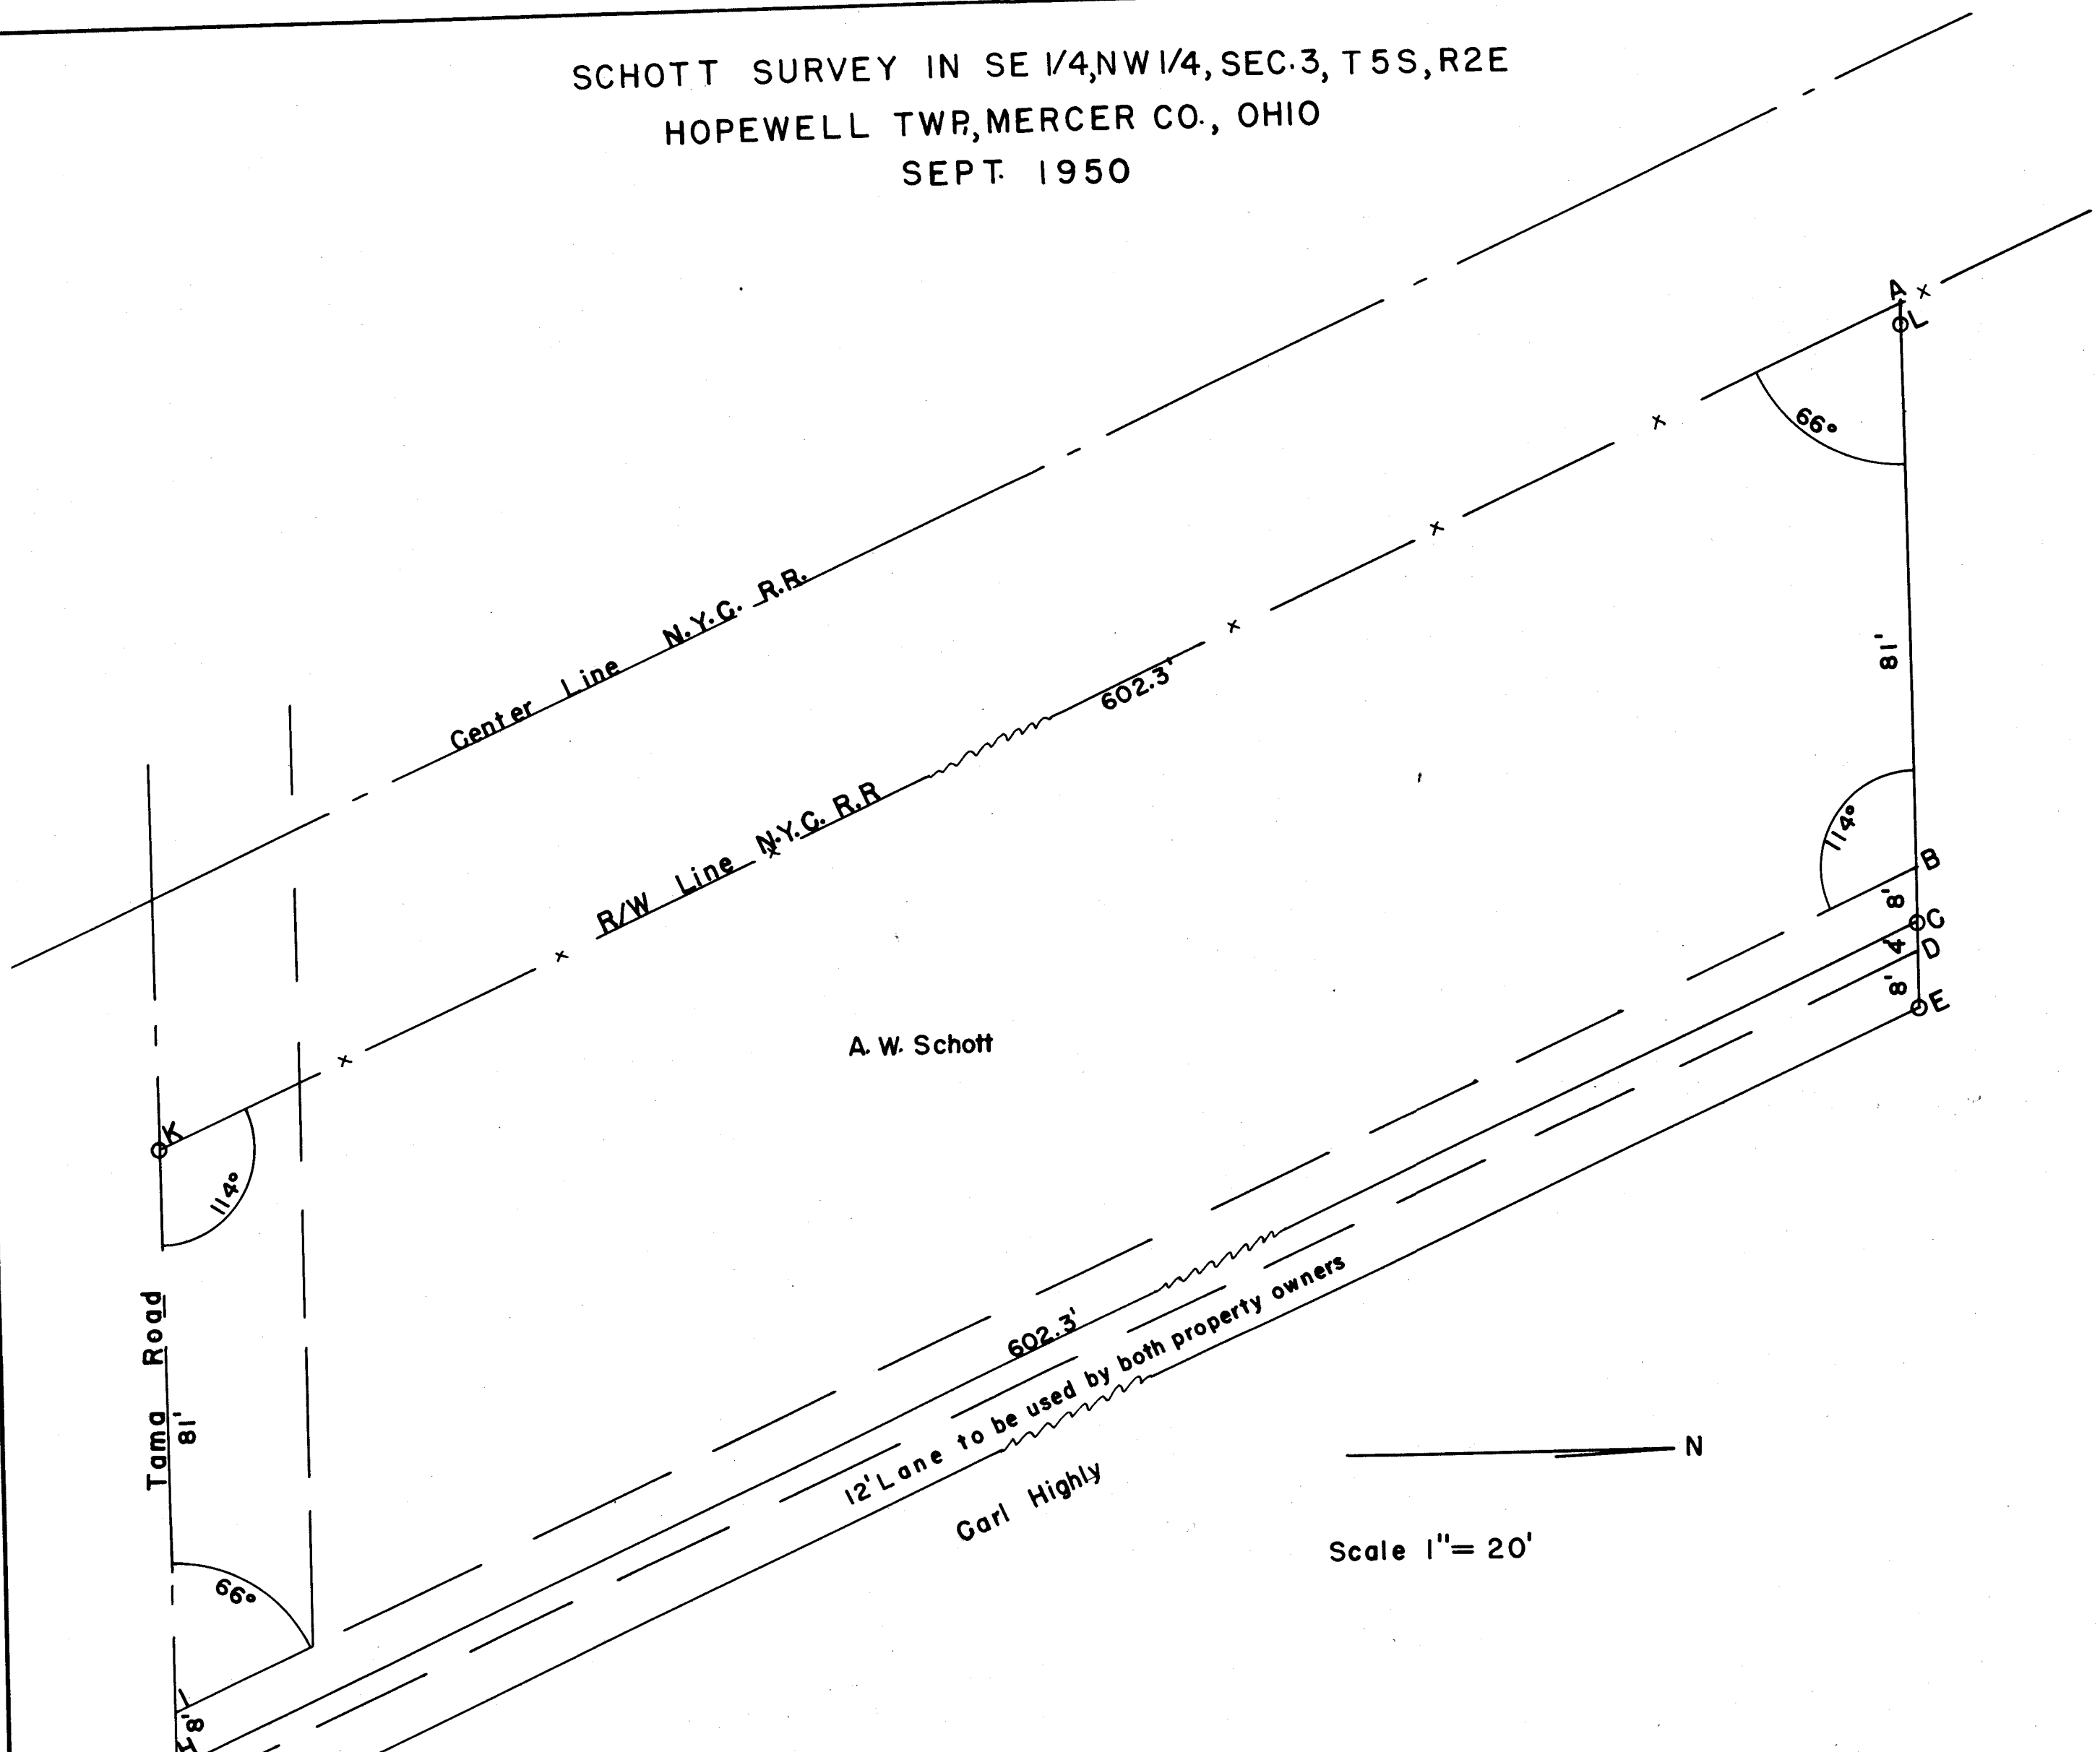 SCHOTT SURVEY IN SE 1/4, NW 1/4, SEC. 3, T 5 S, R 2 E
HOPEWELL TWP., MERCER CO., OHIO
SEPT. 1950
A
L
66°
Center Line N.Y.C. R.R.
602.3'
81'
R/W Line N.Y.C. R.R
114°
B
8'
C
4'
D
8'
E
A. W. Schott
K
114°
Tama Road
81'
602.3'
12' Lane to be used by both property owners
Carl Highly
N
Scale 1" = 20'
66°
I
8'
H